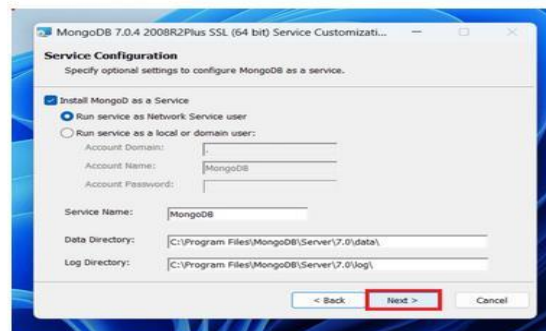 MongoDB 7.0.4 2008R2Plus SSL (64 bit) Service Customizati...
Service Configuration
Specify optional settings to configure MongoDB as a service.
Install MongoD as a Service
Run service as Network Service user
Run service as a local or domain user:
Account Domain: .
Account Name: MongoDB
Account Password:
Service Name: MongoDB
Data Directory: C:\Program Files\MongoDB\Server\7.0\data\
Log Directory: C:\Program Files\MongoDB\Server\7.0\log\
< Back Next > Cancel